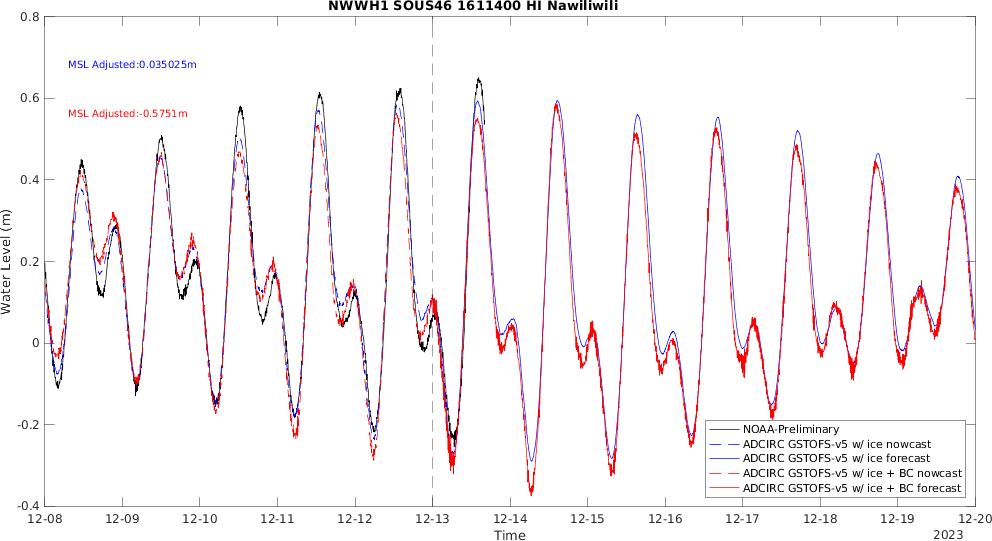 NWWH1 SOUS46 1611400 HI Nawiliwili
MSL Adjusted:0.035025m
MSL Adjusted:-0.5751m
Water Level (m)
0.8
0.6
0.4
0.2
0
-0.2
-0.4
NOAA-Preliminary
ADCIRC GSTOFS-v5 w/ ice nowcast
ADCIRC GSTOFS-v5 w/ ice forecast
ADCIRC GSTOFS-v5 w/ ice + BC nowcast
ADCIRC GSTOFS-v5 w/ ice + BC forecast
12-08 12-09 12-10 12-11 12-12 12-13 12-14 12-15 12-16 12-17 12-18 12-19 12-20
Time
2023